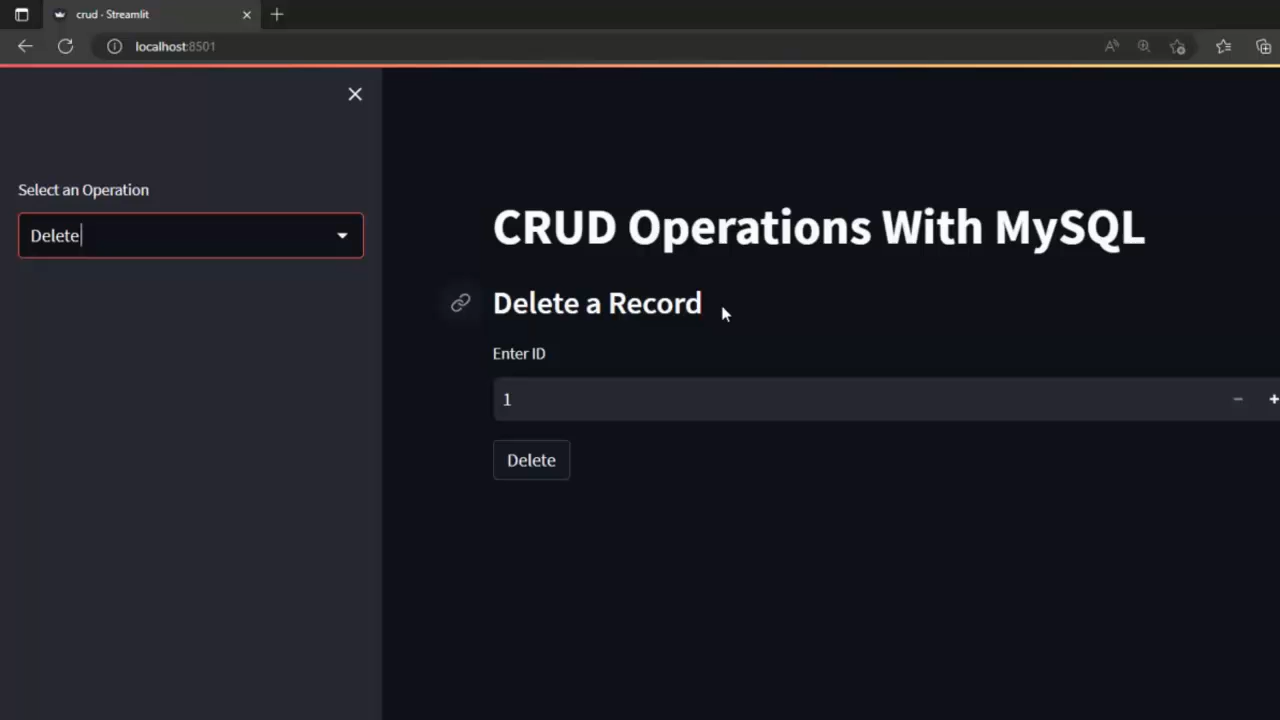 crud · Streamlit
localhost:8501
Select an Operation
Delete
CRUD Operations With MySQL
Delete a Record
Enter ID
1
Delete